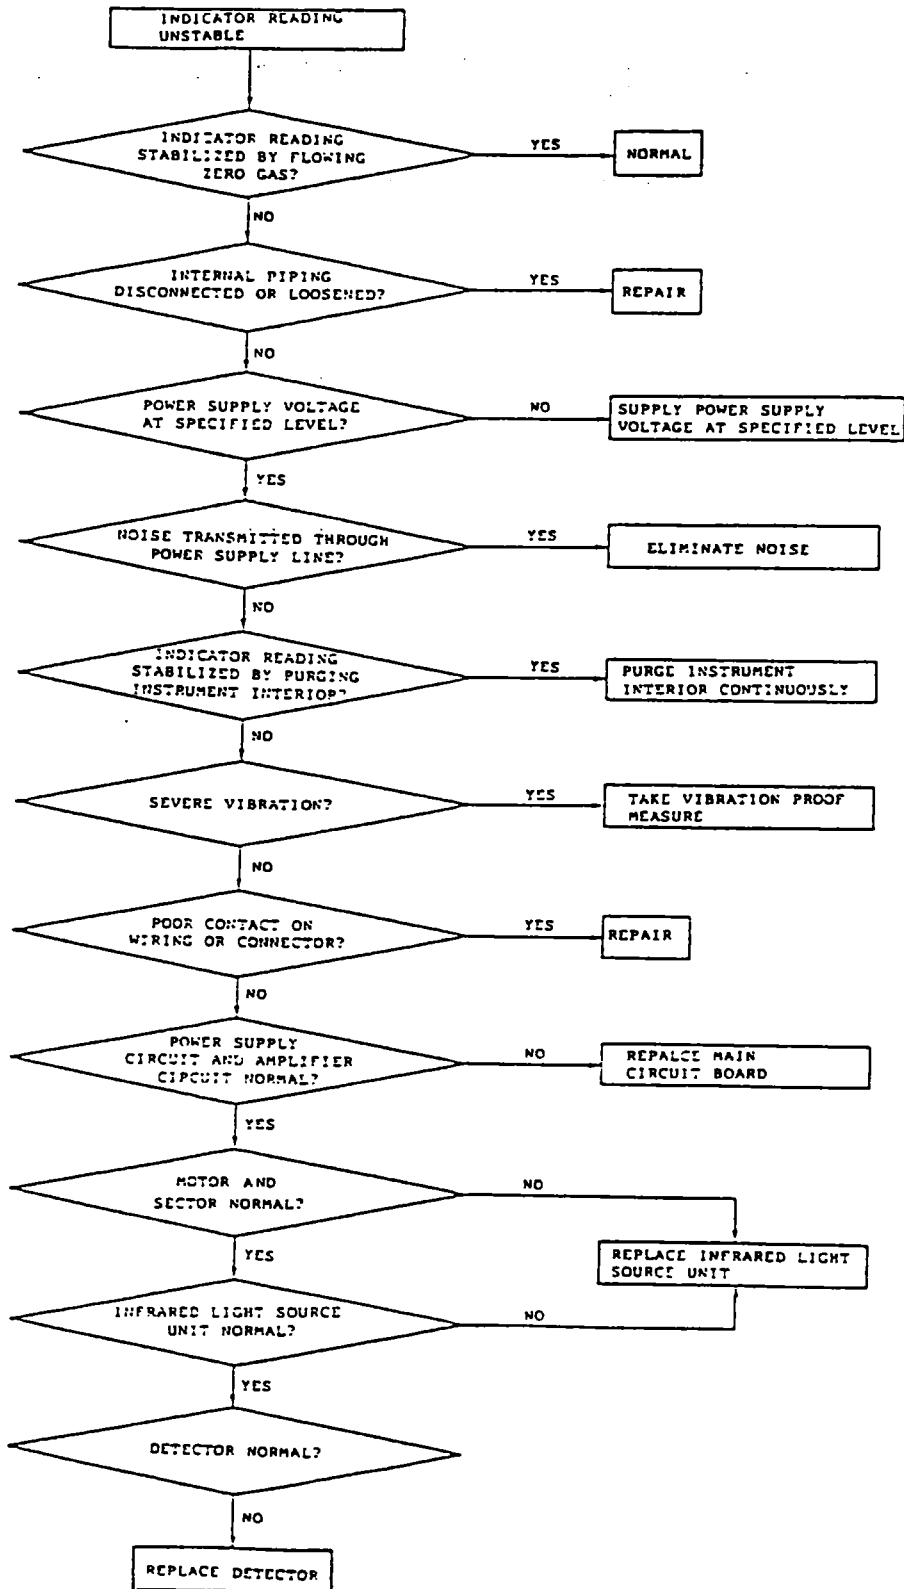 INDICATOR READING
UNSTABLE
INDICATOR READING
STABILIZED BY FLOWING
ZERO GAS?
YES
NORMAL
NO
INTERNAL PIPING
DISCONNECTED OR LOOSENED?
YES
REPAIR
NO
POWER SUPPLY VOLTAGE
AT SPECIFIED LEVEL?
NO
SUPPLY POWER SUPPLY
VOLTAGE AT SPECIFIED LEVEL
YES
NOISE TRANSMITTED THROUGH
POWER SUPPLY LINE?
YES
ELIMINATE NOISE
NO
INDICATOR READING
STABILIZED BY PURGING
INSTRUMENT INTERIOR?
YES
PURGE INSTRUMENT
INTERIOR CONTINUOUSLY
NO
SEVERE VIBRATION?
YES
TAKE VIBRATION PROOF
MEASURE
NO
POOR CONTACT ON
WIRING OR CONNECTOR?
YES
REPAIR
NO
POWER SUPPLY
CIRCUIT AND AMPLIFIER
CIRCUIT NORMAL?
NO
REPALCE MAIN
CIRCUIT BOARD
YES
MOTOR AND
SECTOR NORMAL?
NO
YES
REPLACE INFRARED LIGHT
SOURCE UNIT
INFRARED LIGHT SOURCE
UNIT NORMAL?
NO
YES
DETECTOR NORMAL?
NO
REPLACE DETECTOR